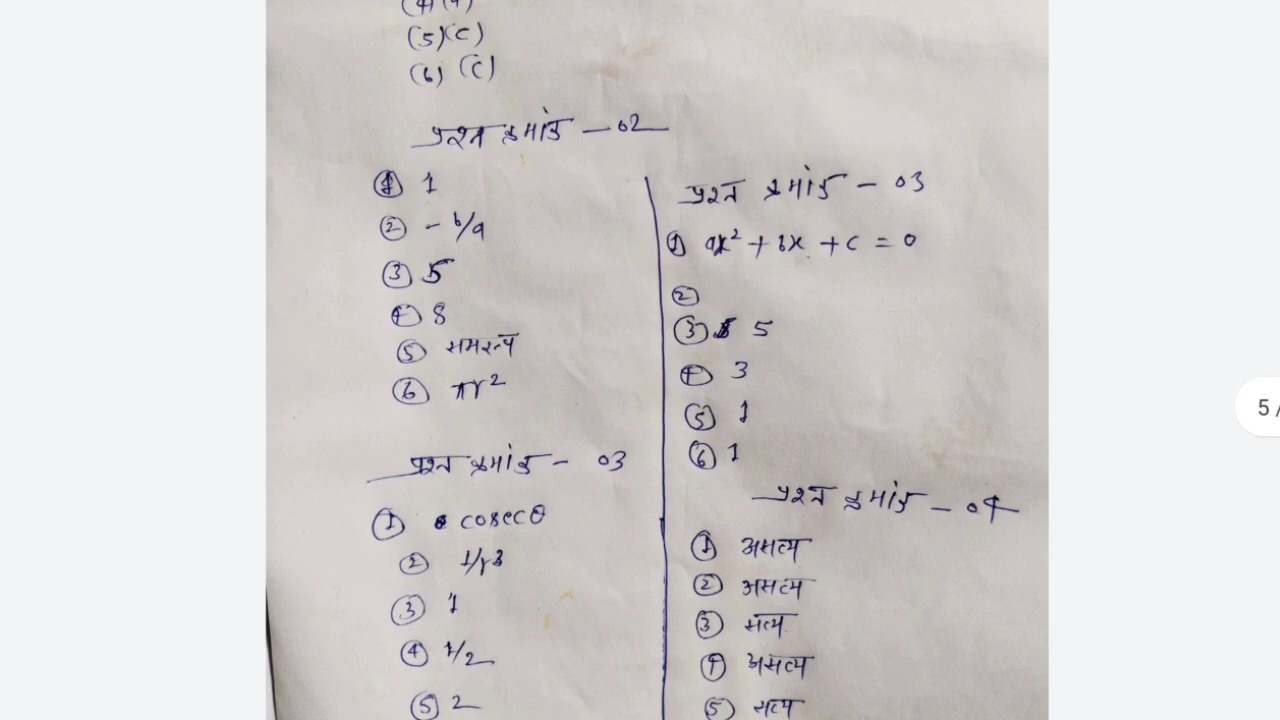 (5) (c)
(6) (c)
प्रश्न क्रमांक - 02
① 1
② - b/a
③ 5
④ 8
⑤ समरूप
⑥ πr²
प्रश्न क्रमांक - 03
① cosecθ
② 1/√3
③ 1
④ 1/2
⑤ 2
प्रश्न क्रमांक - 03
① ax² + bx + c = 0
②
③ 5
④ 3
⑤ 1
⑥ 1
प्रश्न क्रमांक - 04
① असत्य
② असत्य
③ सत्य
④ असत्य
⑤ सत्य
5 /